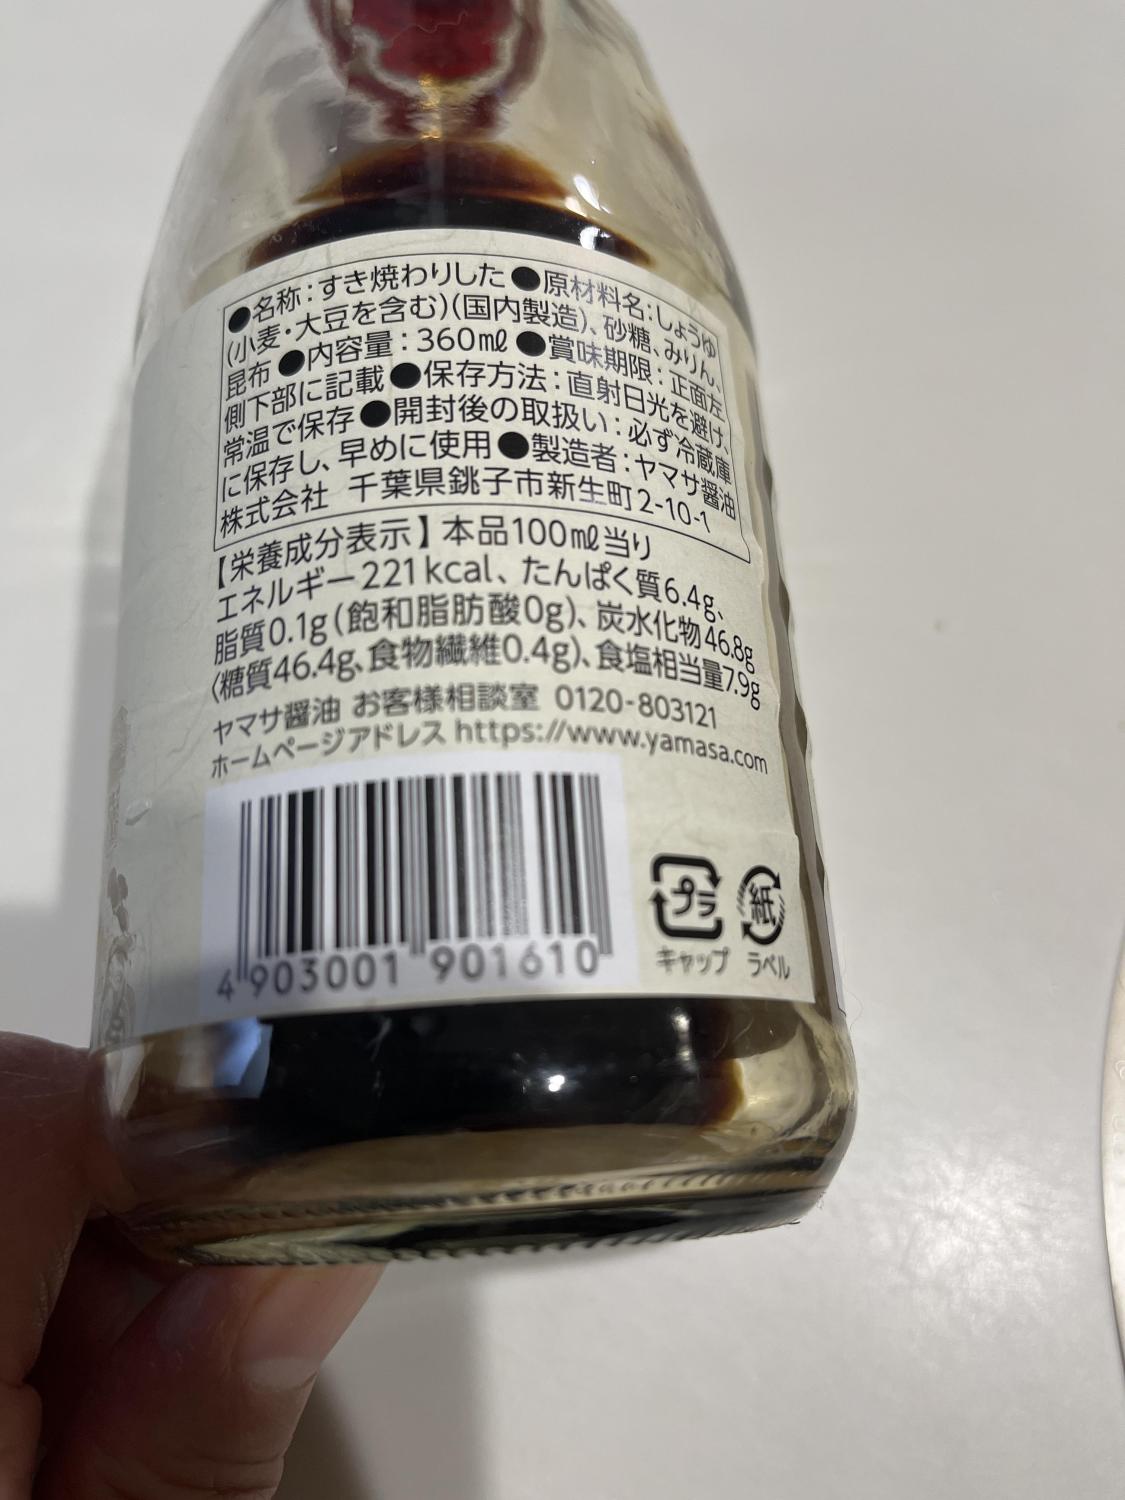 ●名称：すき焼わりした ●原材料名：しょうゆ
(小麦・大豆を含む)(国内製造)、砂糖、みりん、
昆布 ●内容量：360㎖ ●賞味期限：正面左
側下部に記載 ●保存方法：直射日光を避け、
常温で保存 ●開封後の取扱い：必ず冷蔵庫
に保存し、早めに使用 ●製造者：ヤマサ醤油
株式会社 千葉県銚子市新生町2-10-1
【栄養成分表示】本品100㎖当り
エネルギー221kcal、たんぱく質6.4g、
脂質0.1g(飽和脂肪酸0g)、炭水化物46.8g
(糖質46.4g、食物繊維0.4g)、食塩相当量7.9g
ヤマサ醤油 お客様相談室 0120-803121
ホームページアドレス https://www.yamasa.com
プラ 紙
キャップ ラベル
4 903001 901610